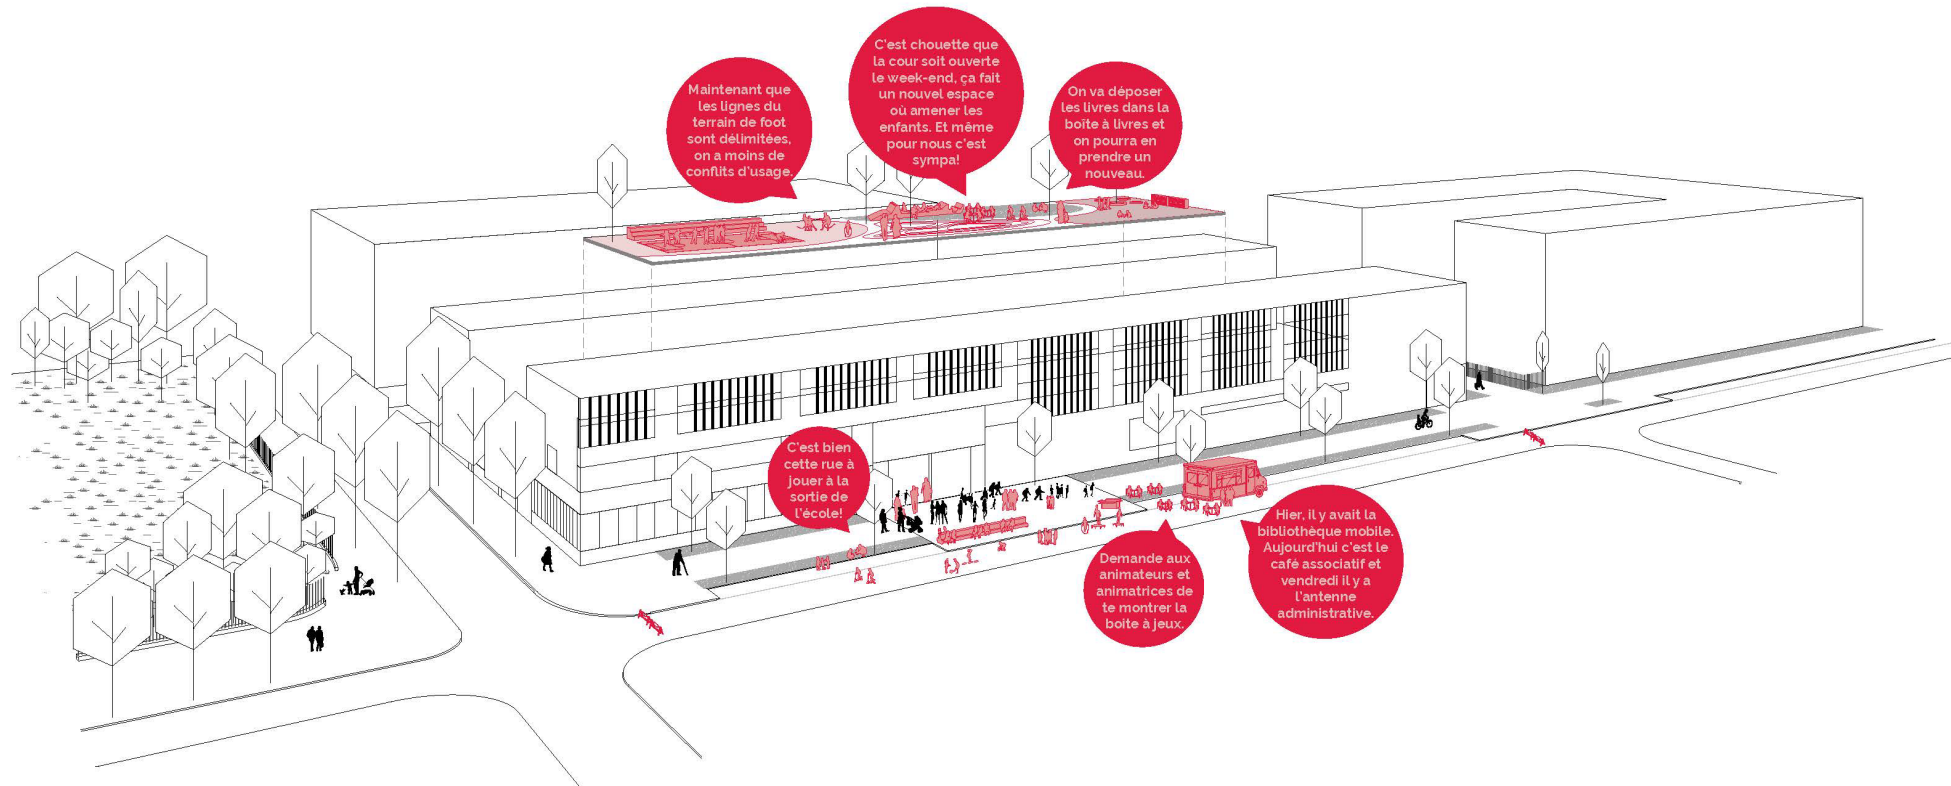 Maintenant que
les lignes du
terrain de foot
sont délimitées,
on a moins de
conflits d'usage.
C'est chouette que
la cour soit ouverte
le week-end, ça fait
un nouvel espace
où amener les
enfants. Et même
pour nous c'est
sympa!
On va déposer
les livres dans la
boîte à livres et
on pourra en
prendre un
nouveau.
C'est bien
cette rue à
jouer à la
sortie de
l'école!
Demande aux
animateurs et
animatrices de
te montrer la
boite à jeux.
Hier, il y avait la
bibliothèque mobile.
Aujourd'hui c'est le
café associatif et
vendredi il y a
l'antenne
administrative.